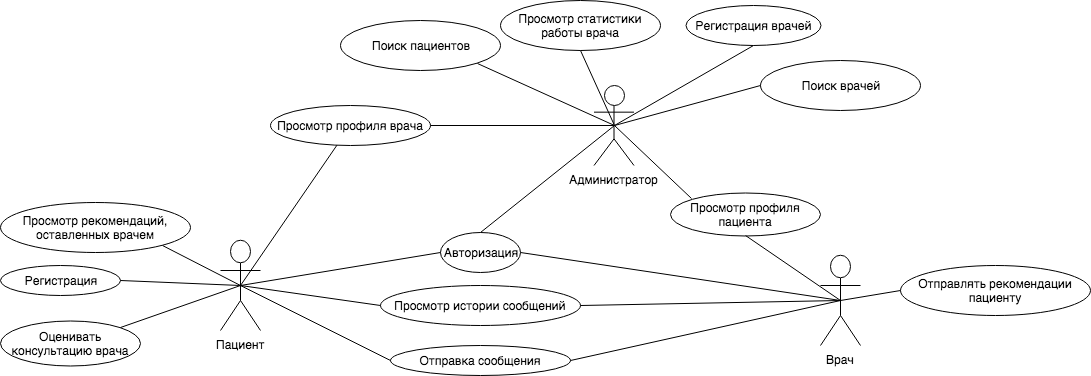 Просмотр статистики
работы врача
Регистрация врачей
Поиск пациентов
Поиск врачей
Просмотр профиля врача
Администратор
Просмотр профиля
пациента
Просмотр рекомендаций,
оставленных врачем
Авторизация
Регистрация
Отправлять рекомендации
пациенту
Просмотр истории сообщений
Оценивать
консультацию врача
Пациент
Отправка сообщения
Врач